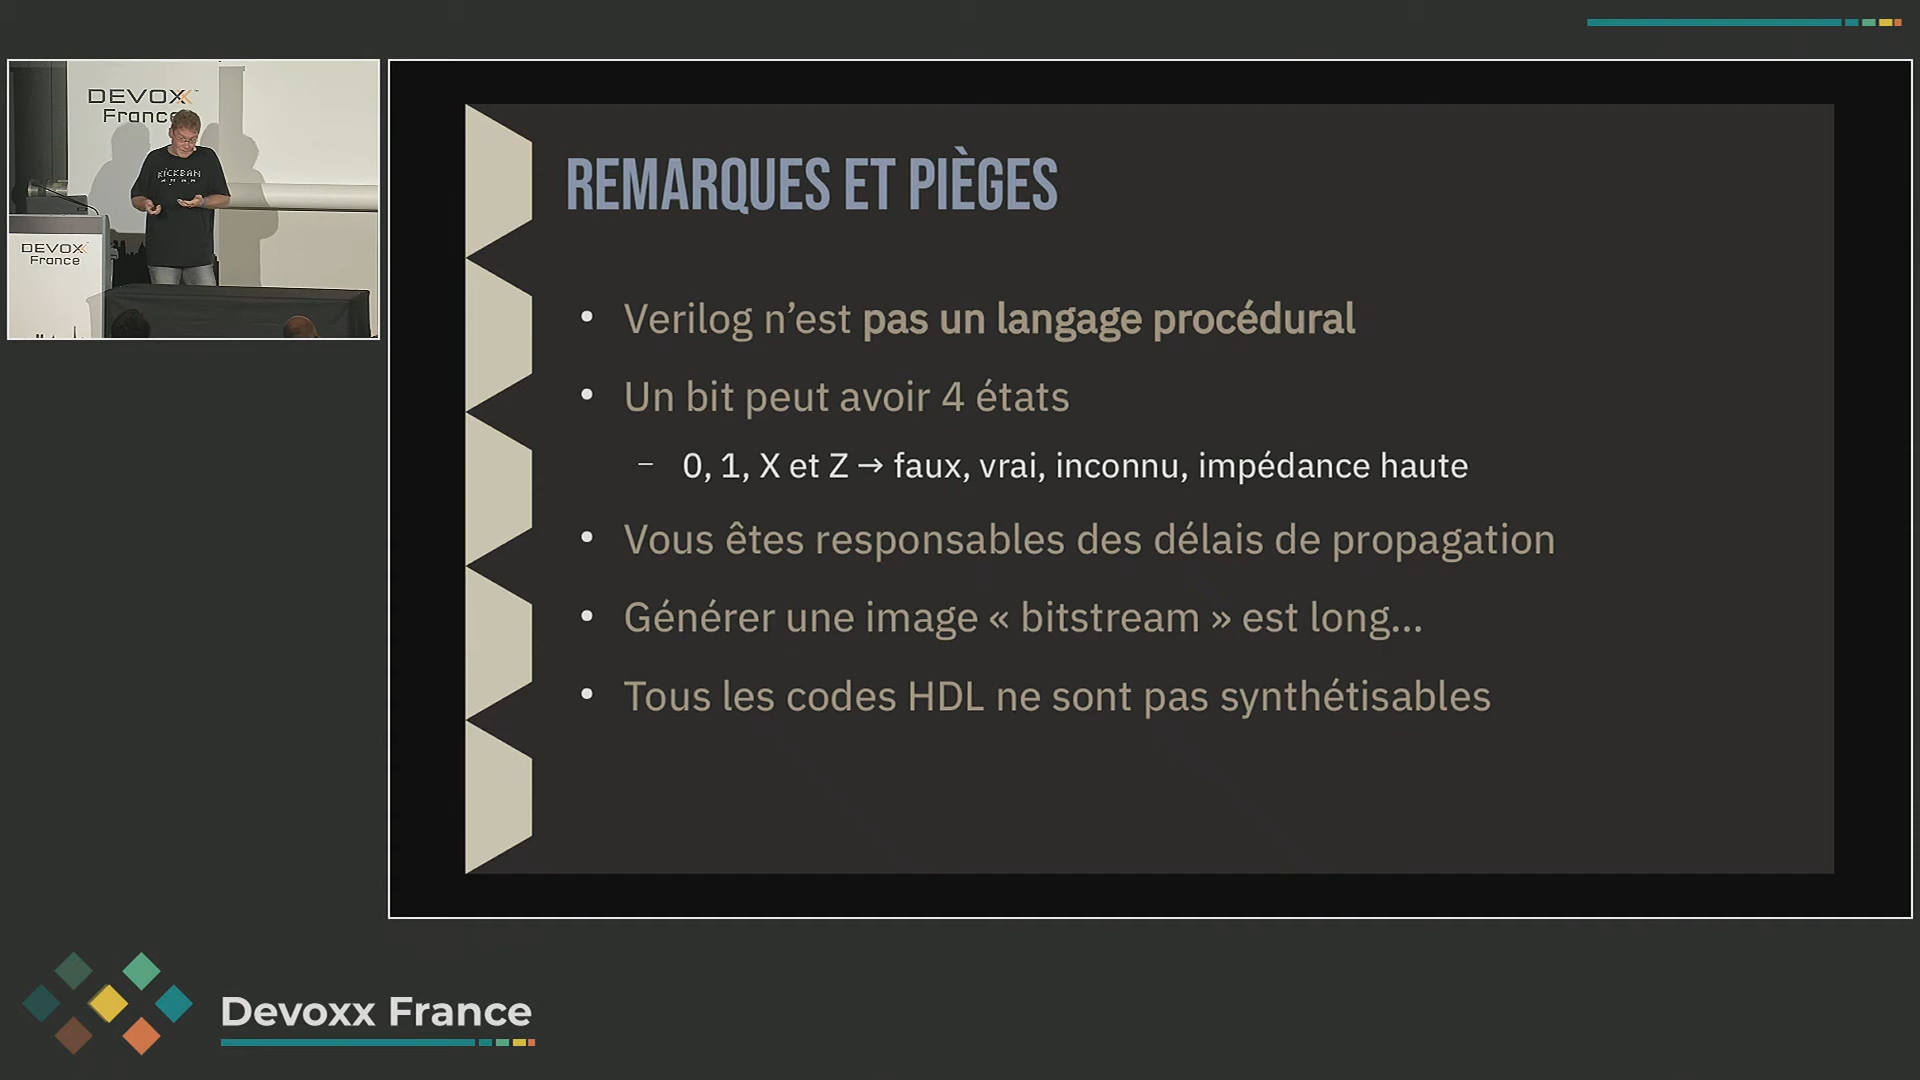 DEVOXX
France
KICKBAN
DEVOXX
France
REMARQUES ET PIÈGES
• Verilog n’est pas un langage procédural
• Un bit peut avoir 4 états
– 0, 1, X et Z → faux, vrai, inconnu, impédance haute
• Vous êtes responsables des délais de propagation
• Générer une image « bitstream » est long…
• Tous les codes HDL ne sont pas synthétisables
Devoxx France